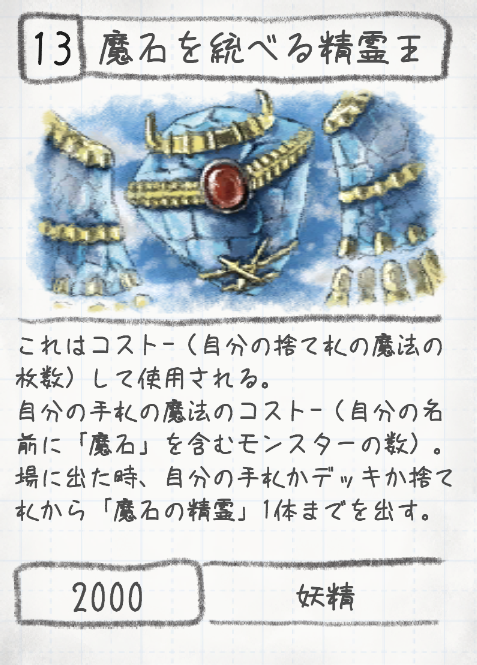 13 魔石を統べる精霊王
これはコスト-(自分の捨て札の魔法の
枚数)して使用される。
自分の手札の魔法のコスト-(自分の名
前に「魔石」を含むモンスターの数)。
場に出た時、自分の手札かデッキか捨て
札から「魔石の精霊」1体までを出す。
2000 妖精